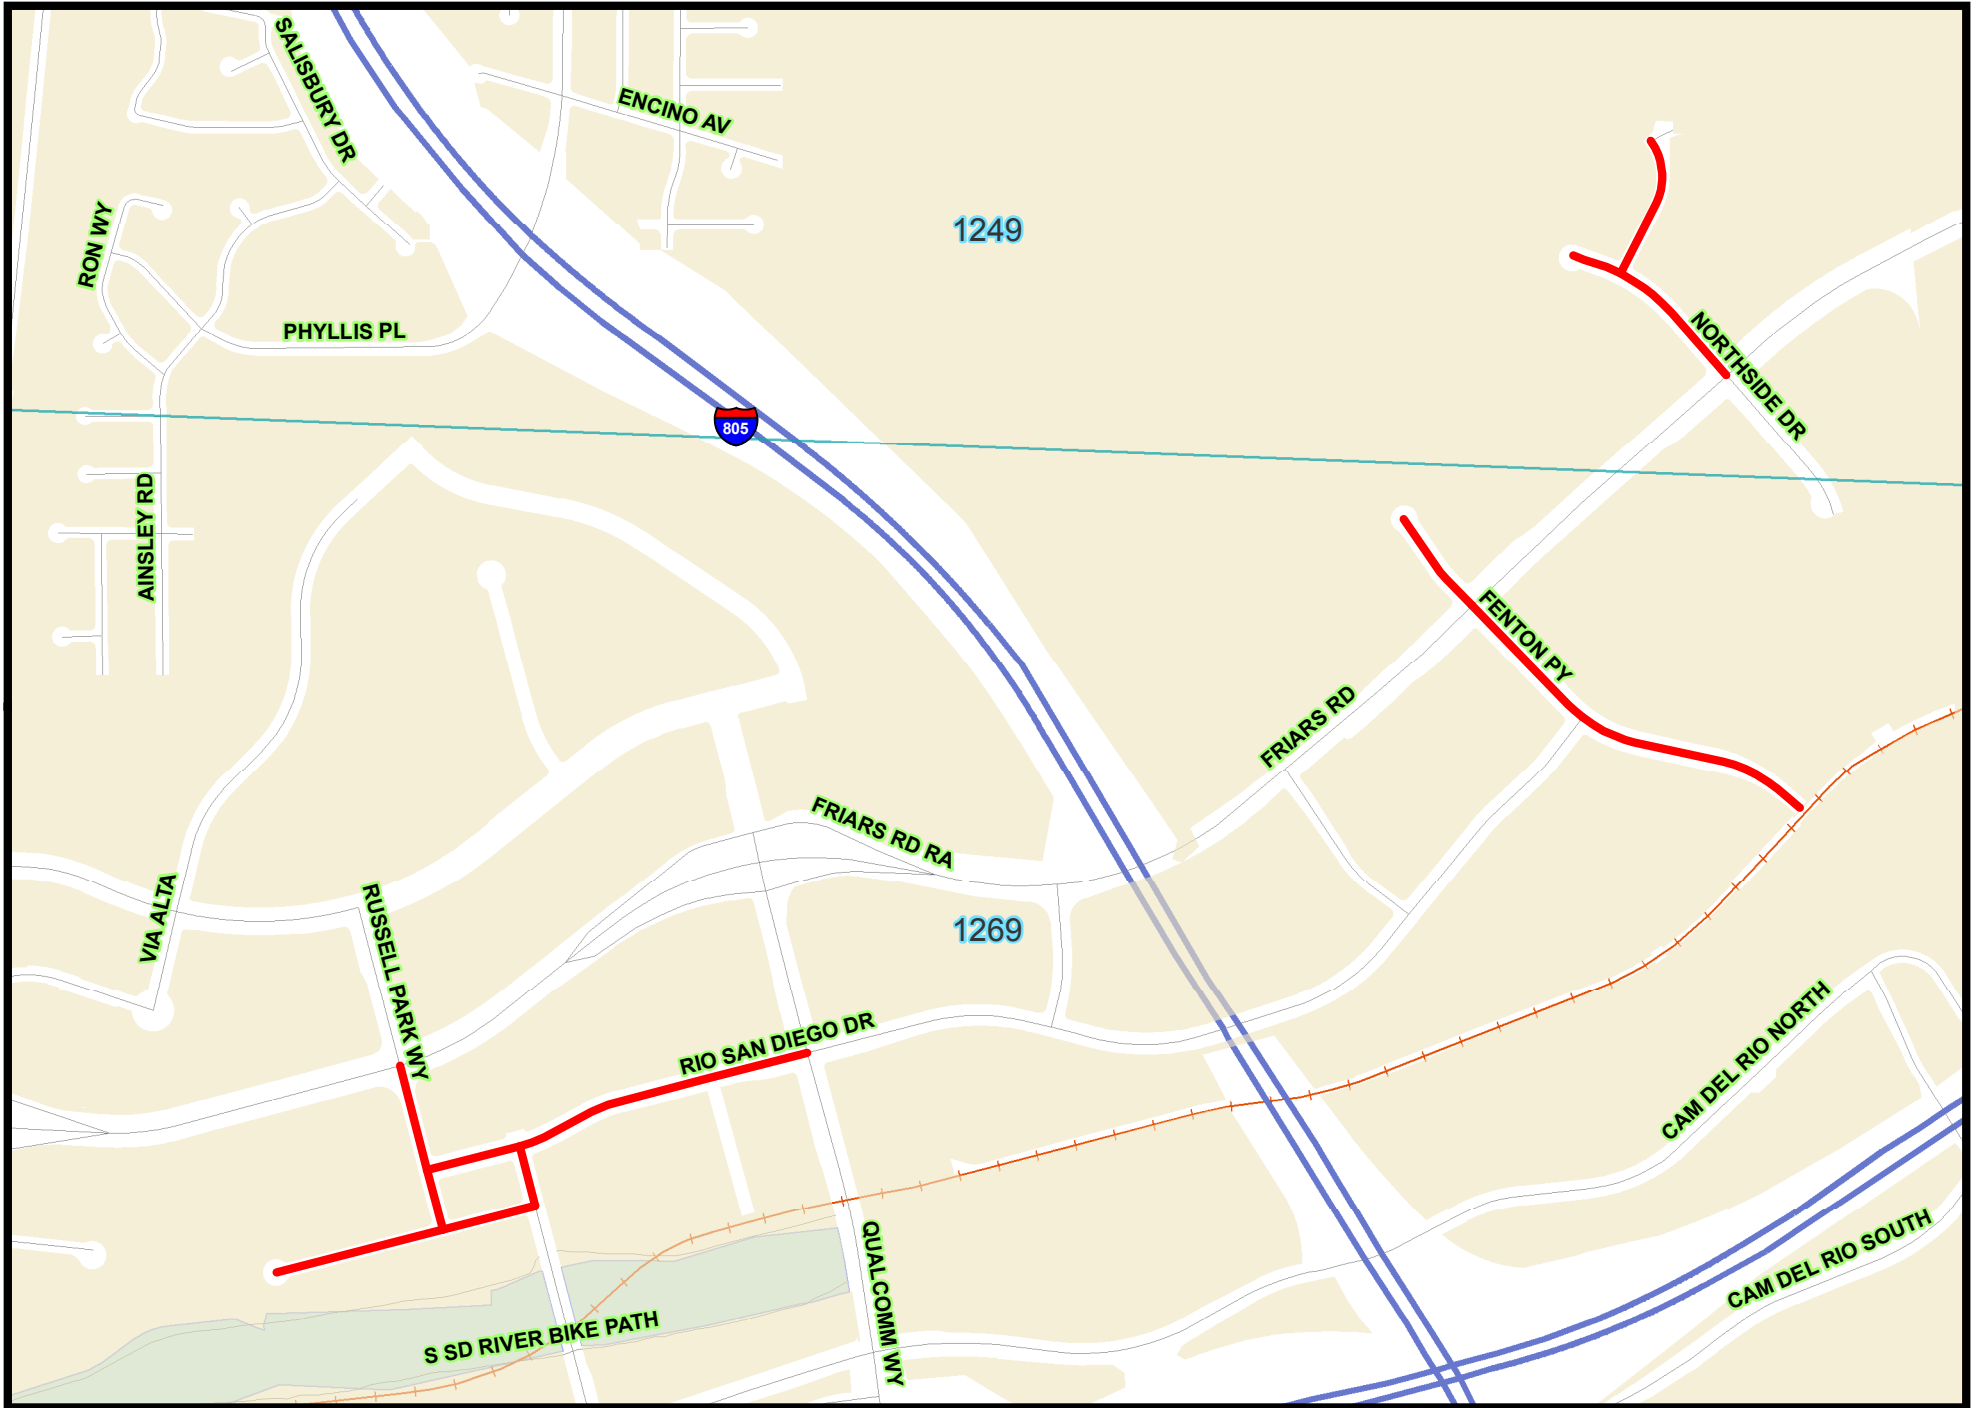 SALISBURY DR
ENCINO AV
RON WY
1249
PHYLLIS PL
NORTHSIDE DR
805
AINSLEY RD
FENTON PY
FRIARS RD
FRIARS RD RA
VIA ALTA
RUSSELL PARK WY
1269
RIO SAN DIEGO DR
CAM DEL RIO NORTH
QUALCOMM WY
CAM DEL RIO SOUTH
S SD RIVER BIKE PATH